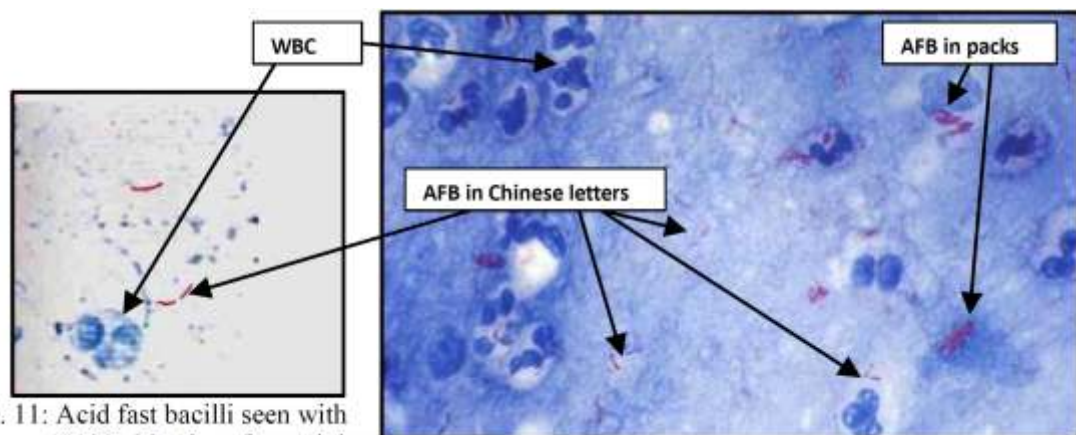 WBC
AFB in packs
AFB in Chinese letters
. 11: Acid fast bacilli seen with